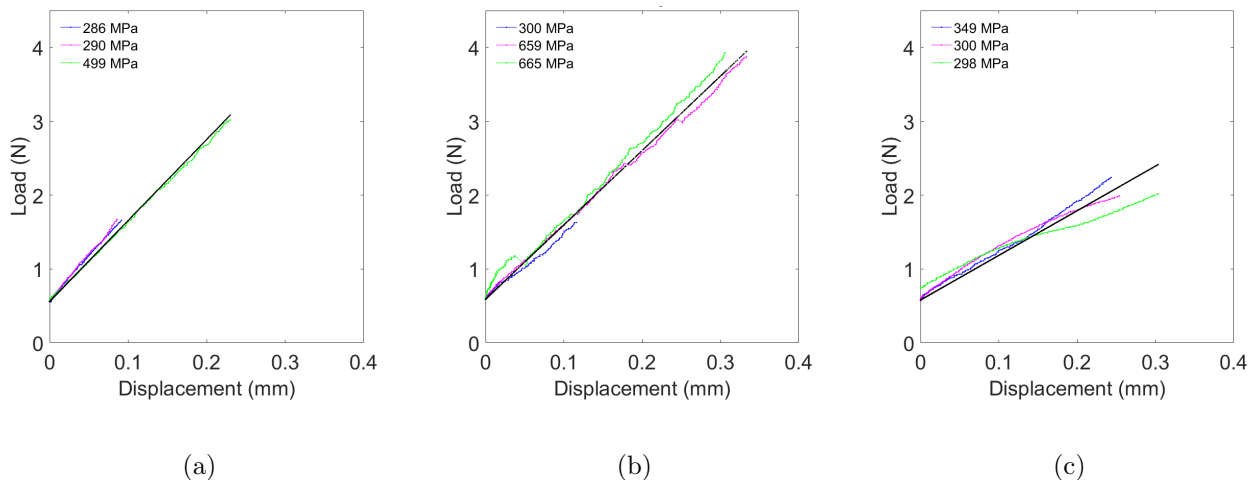 286 MPa
290 MPa
499 MPa
4
3
2
1
0
Load (N)
0
0.1
0.2
0.3
0.4
Displacement (mm)
(a)
300 MPa
659 MPa
665 MPa
4
3
2
1
0
Load (N)
0
0.1
0.2
0.3
0.4
Displacement (mm)
(b)
349 MPa
300 MPa
298 MPa
4
3
2
1
0
Load (N)
0
0.1
0.2
0.3
0.4
Displacement (mm)
(c)